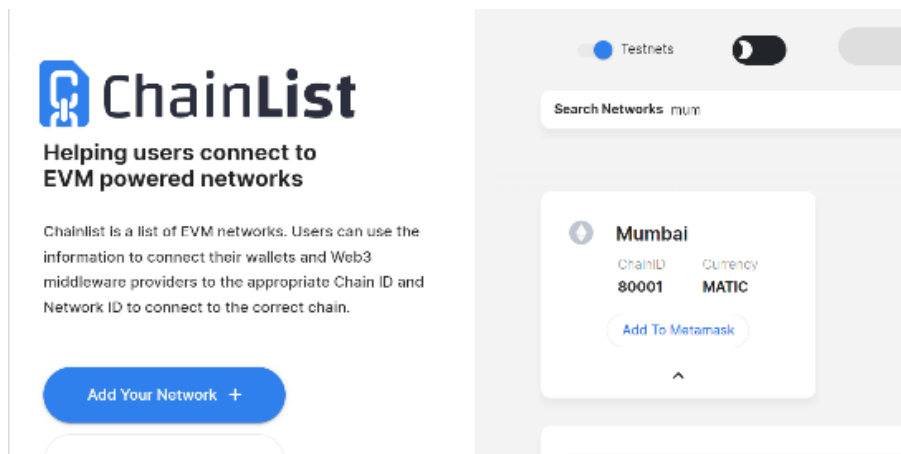 ChainList
Helping users connect to
EVM powered networks
Chainlist is a list of EVM networks. Users can use the
information to connect their wallets and Web3
middleware providers to the appropriate Chain ID and
Network ID to connect to the correct chain.
Add Your Network +
Testnets
Search Networks mum
Mumbai
ChainID Currency
80001 MATIC
Add To Metamask